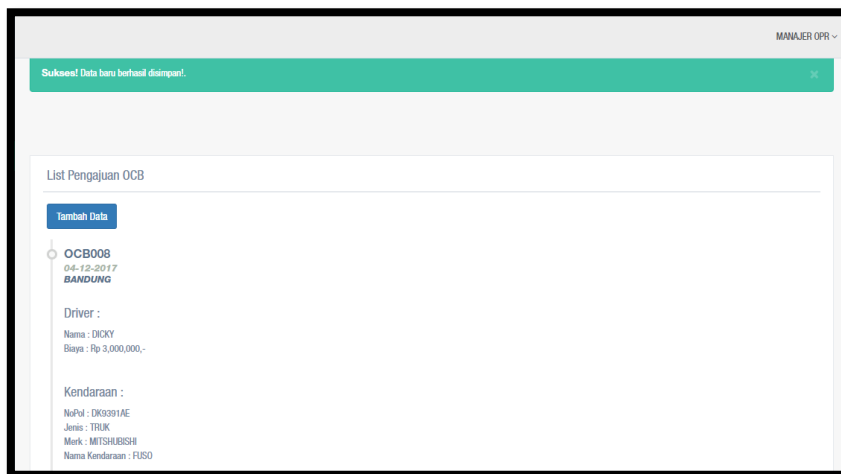 MANAJER OPR
Sukses! Data baru berhasil disimpan!.
×
List Pengajuan OCB
Tambah Data
OCB008
04-12-2017
BANDUNG
Driver :
Nama : DICKY
Biaya : Rp 3,000,000,-
Kendaraan :
NoPol : DK9391AE
Jenis : TRUK
Merk : MITSHUBISHI
Nama Kendaraan : FUSO